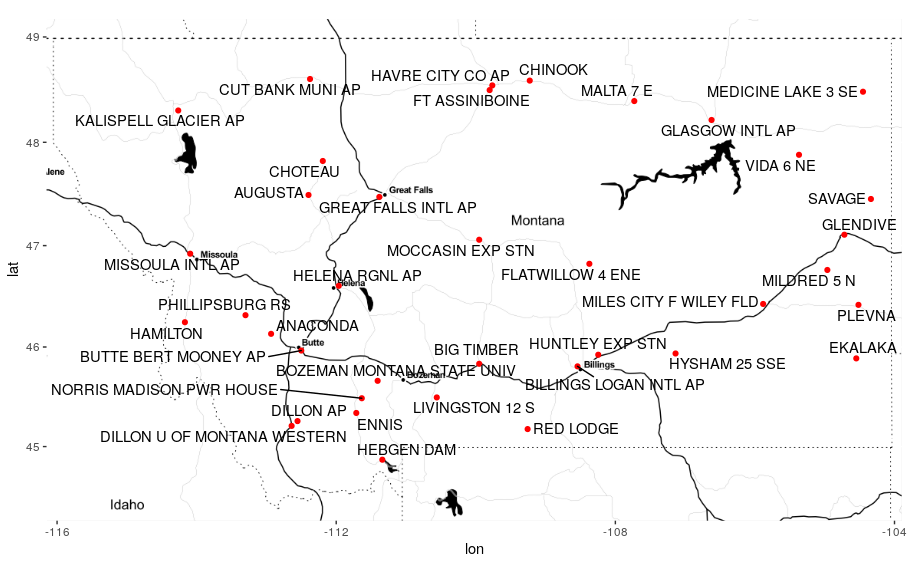 49
48
47
46
45
lat
-116
-112
-108
-104
lon
HAVRE CITY CO AP
CHINOOK
CUT BANK MUNI AP
FT ASSINIBOINE
MALTA 7 E
MEDICINE LAKE 3 SE
KALISPELL GLACIER AP
GLASGOW INTL AP
CHOTEAU
VIDA 6 NE
lene
AUGUSTA
Great Falls
GREAT FALLS INTL AP
SAVAGE
Montana
GLENDIVE
MOCCASIN EXP STN
Missoula
MISSOULA INTL AP
HELENA RGNL AP
Helena
FLATWILLOW 4 ENE
MILDRED 5 N
PHILLIPSBURG RS
MILES CITY F WILEY FLD
PLEVNA
HAMILTON
ANACONDA
Butte
BUTTE BERT MOONEY AP
BIG TIMBER
HUNTLEY EXP STN
EKALAKA
BOZEMAN MONTANA STATE UNIV
Bozeman
Billings
HYSHAM 25 SSE
BILLINGS LOGAN INTL AP
NORRIS MADISON PWR HOUSE
DILLON AP
LIVINGSTON 12 S
ENNIS
RED LODGE
DILLON U OF MONTANA WESTERN
HEBGEN DAM
Idaho